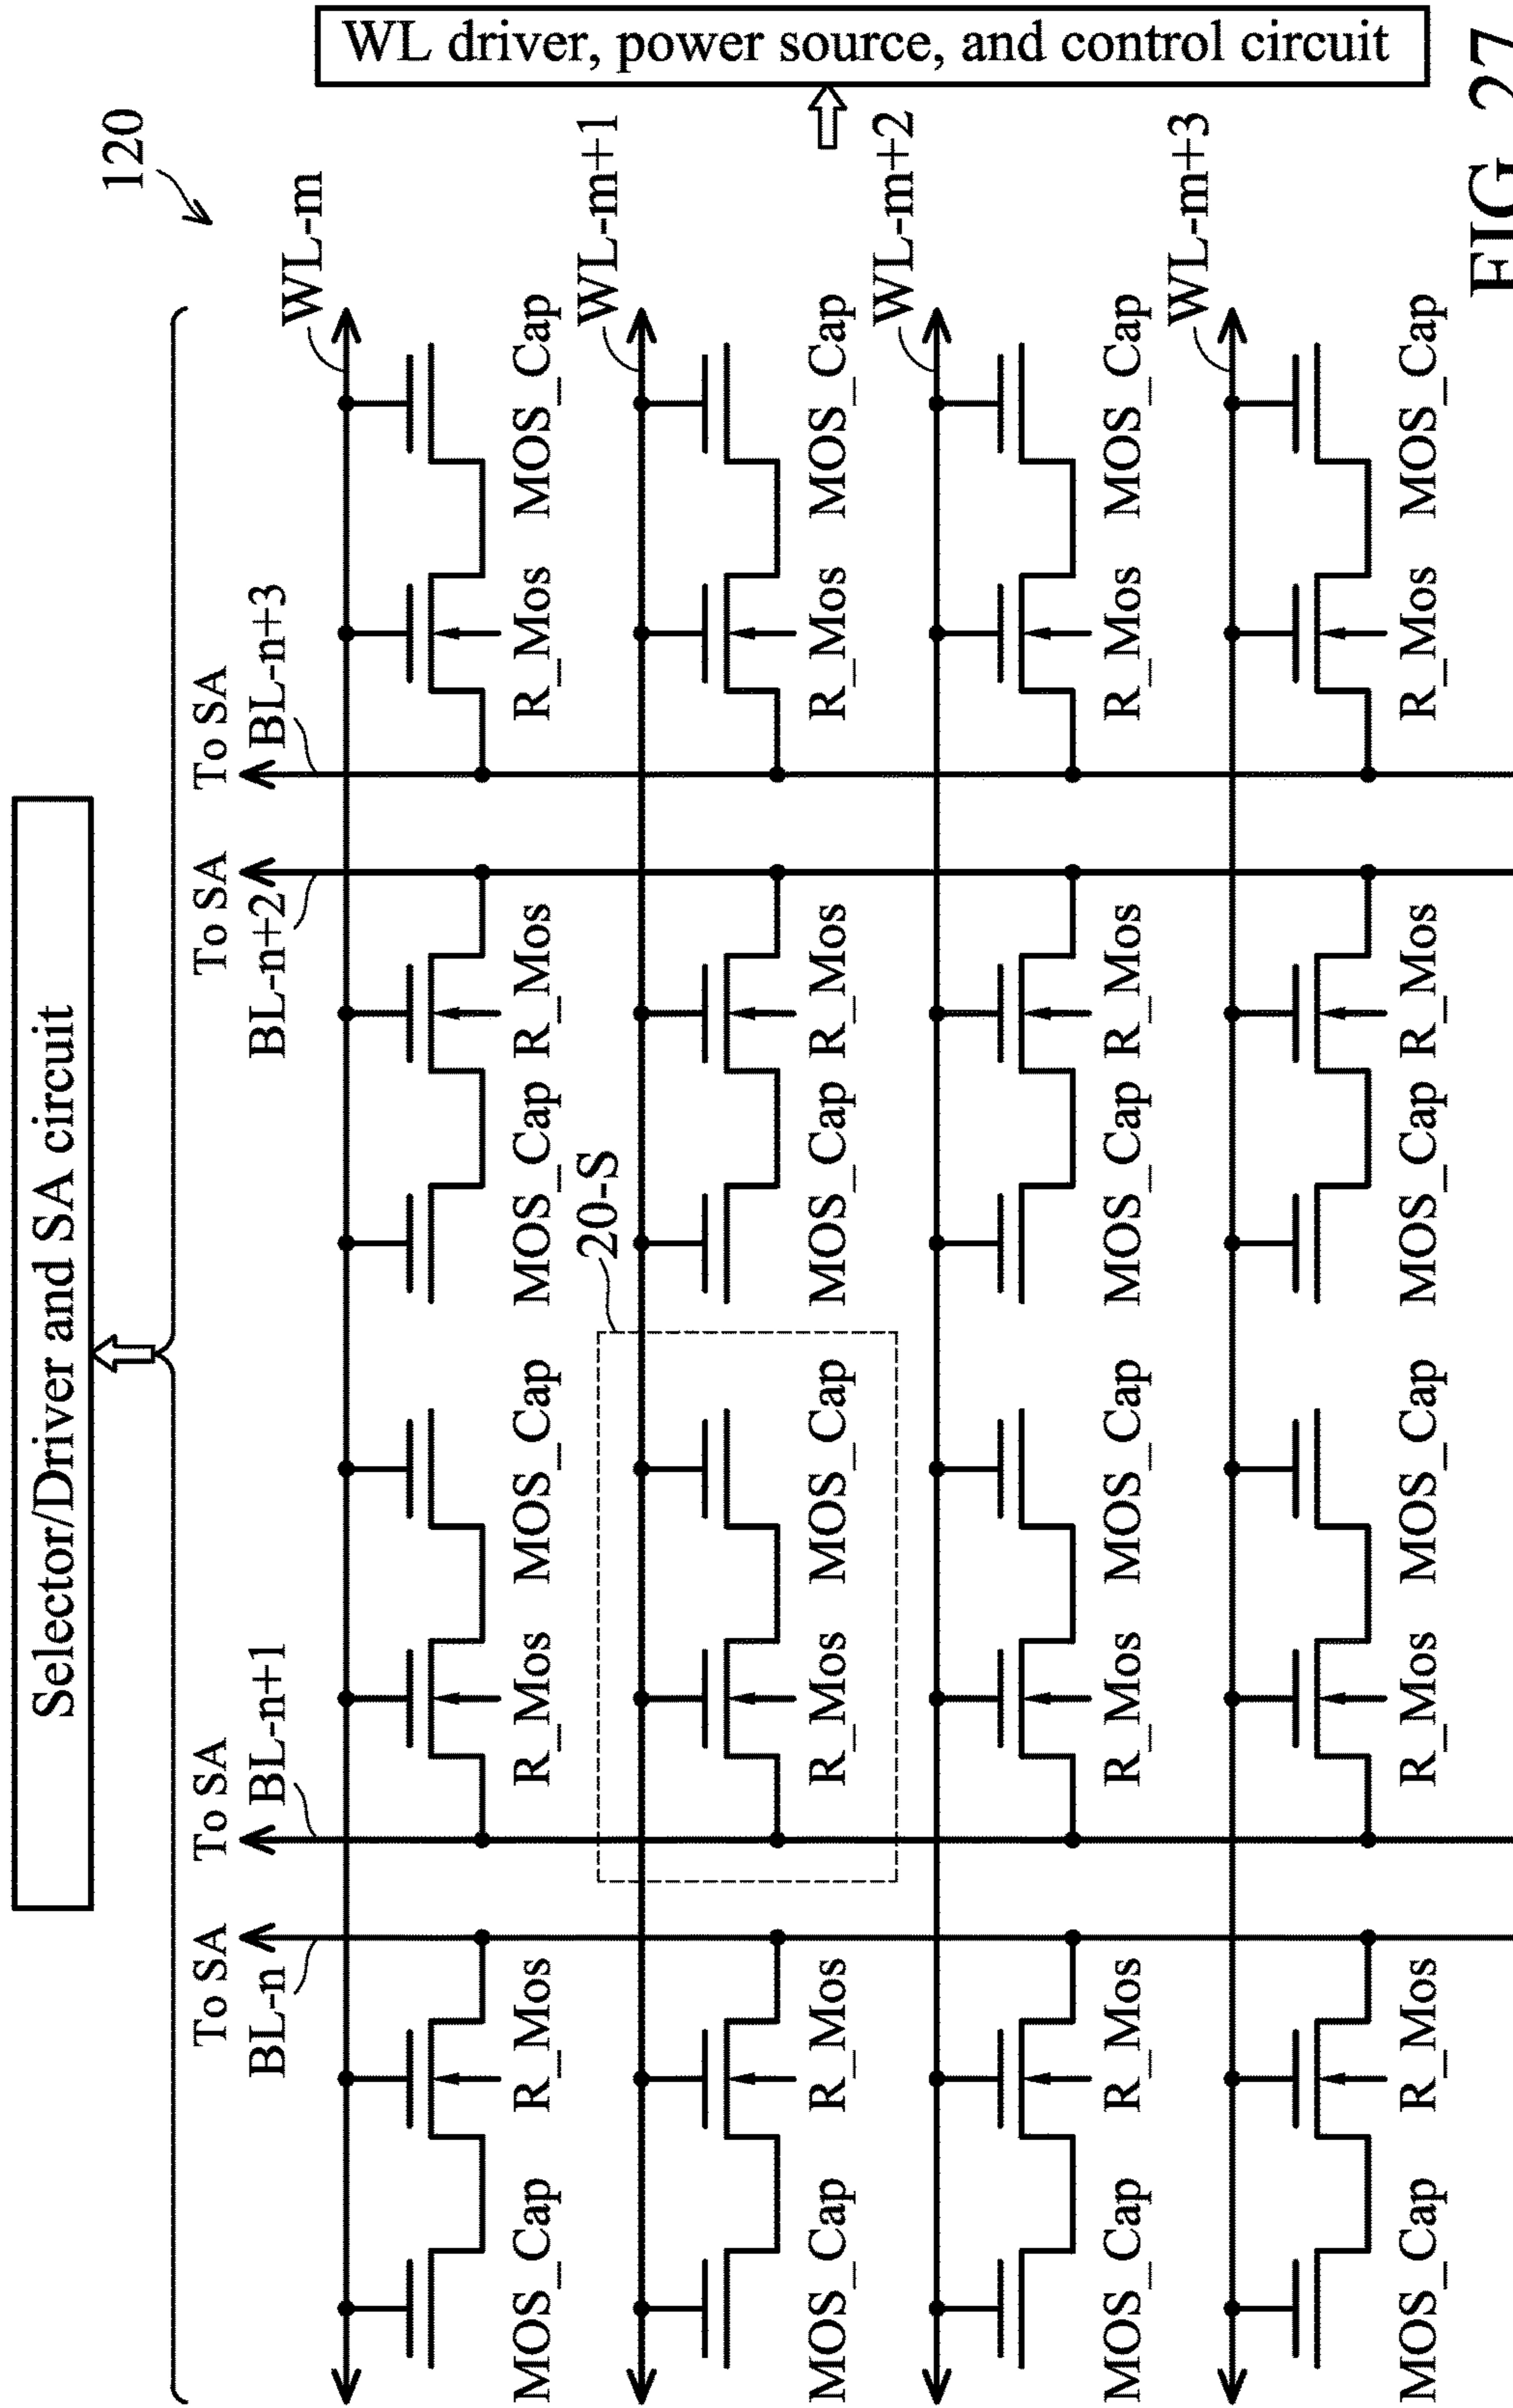 Selector/Driver and SA circuit
120
To SA
To SA
To SA
To SA
BL-n
BL-n+1
BL-n+2
BL-n+3
WL-m
MOS_Cap R_Mos R_Mos MOS_Cap MOS_Cap R_Mos R_Mos MOS_Cap
20-S
WL-m+1
MOS_Cap R_Mos R_Mos MOS_Cap MOS_Cap R_Mos R_Mos MOS_Cap
WL-m+2
MOS_Cap R_Mos R_Mos MOS_Cap MOS_Cap R_Mos R_Mos MOS_Cap
WL-m+3
MOS_Cap R_Mos R_Mos MOS_Cap MOS_Cap R_Mos R_Mos MOS_Cap
WL driver, power source, and control circuit
FIG. 27